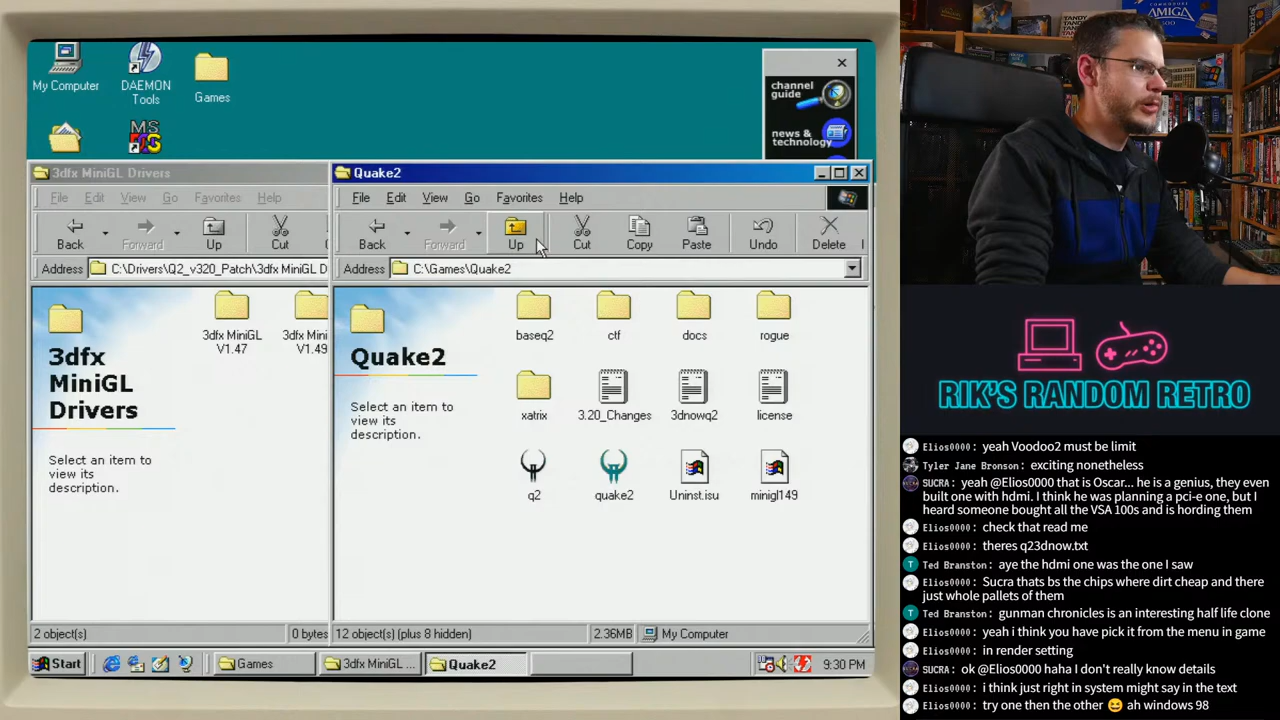 My Computer
DAEMON
Tools
Games
channel
guide
news &
technology
3dfx MiniGL Drivers
File Edit View Go Favorites Help
Back Forward Up Cut
Address C:\Drivers\Q2_v320_Patch\3dfx MiniGL D
3dfx
MiniGL
Drivers
Select an item to
view its
description.
3dfx MiniGL
V1.47
3dfx Mini
V1.49
2 object(s) 0 bytes
Quake2
File Edit View Go Favorites Help
Back Forward Up Cut Copy Paste Undo Delete
Address C:\Games\Quake2
Quake2
Select an item to
view its
description.
baseq2 ctf docs rogue
xatrix 3.20_Changes 3dnowq2 license
q2 quake2 Uninst.isu minigl149
12 object(s) (plus 8 hidden) 2.36MB My Computer
Start Games 3dfx MiniGL ... Quake2 9:30 PM
AMIGA
RIK'S RANDOM RETRO
Elios0000: yeah Voodoo2 must be limit
Tyler Jane Bronson: exciting nonetheless
SUCRA: yeah @Elios0000 that is Oscar... he is a genius, they even
built one with hdmi. I think he was planning a pci-e one, but I
heard someone bought all the VSA 100s and is hording them
Elios0000: check that read me
Elios0000: theres q23dnow.txt
T Ted Branston: aye the hdmi one was the one I saw
Elios0000: Sucra thats bs the chips where dirt cheap and there
just whole pallets of them
T Ted Branston: gunman chronicles is an interesting half life clone
Elios0000: yeah i think you have pick it from the menu in game
Elios0000: in render setting
SUCRA: ok @Elios0000 haha I don't really know details
Elios0000: i think just right in system might say in the text
Elios0000: try one then the other 😄 ah windows 98